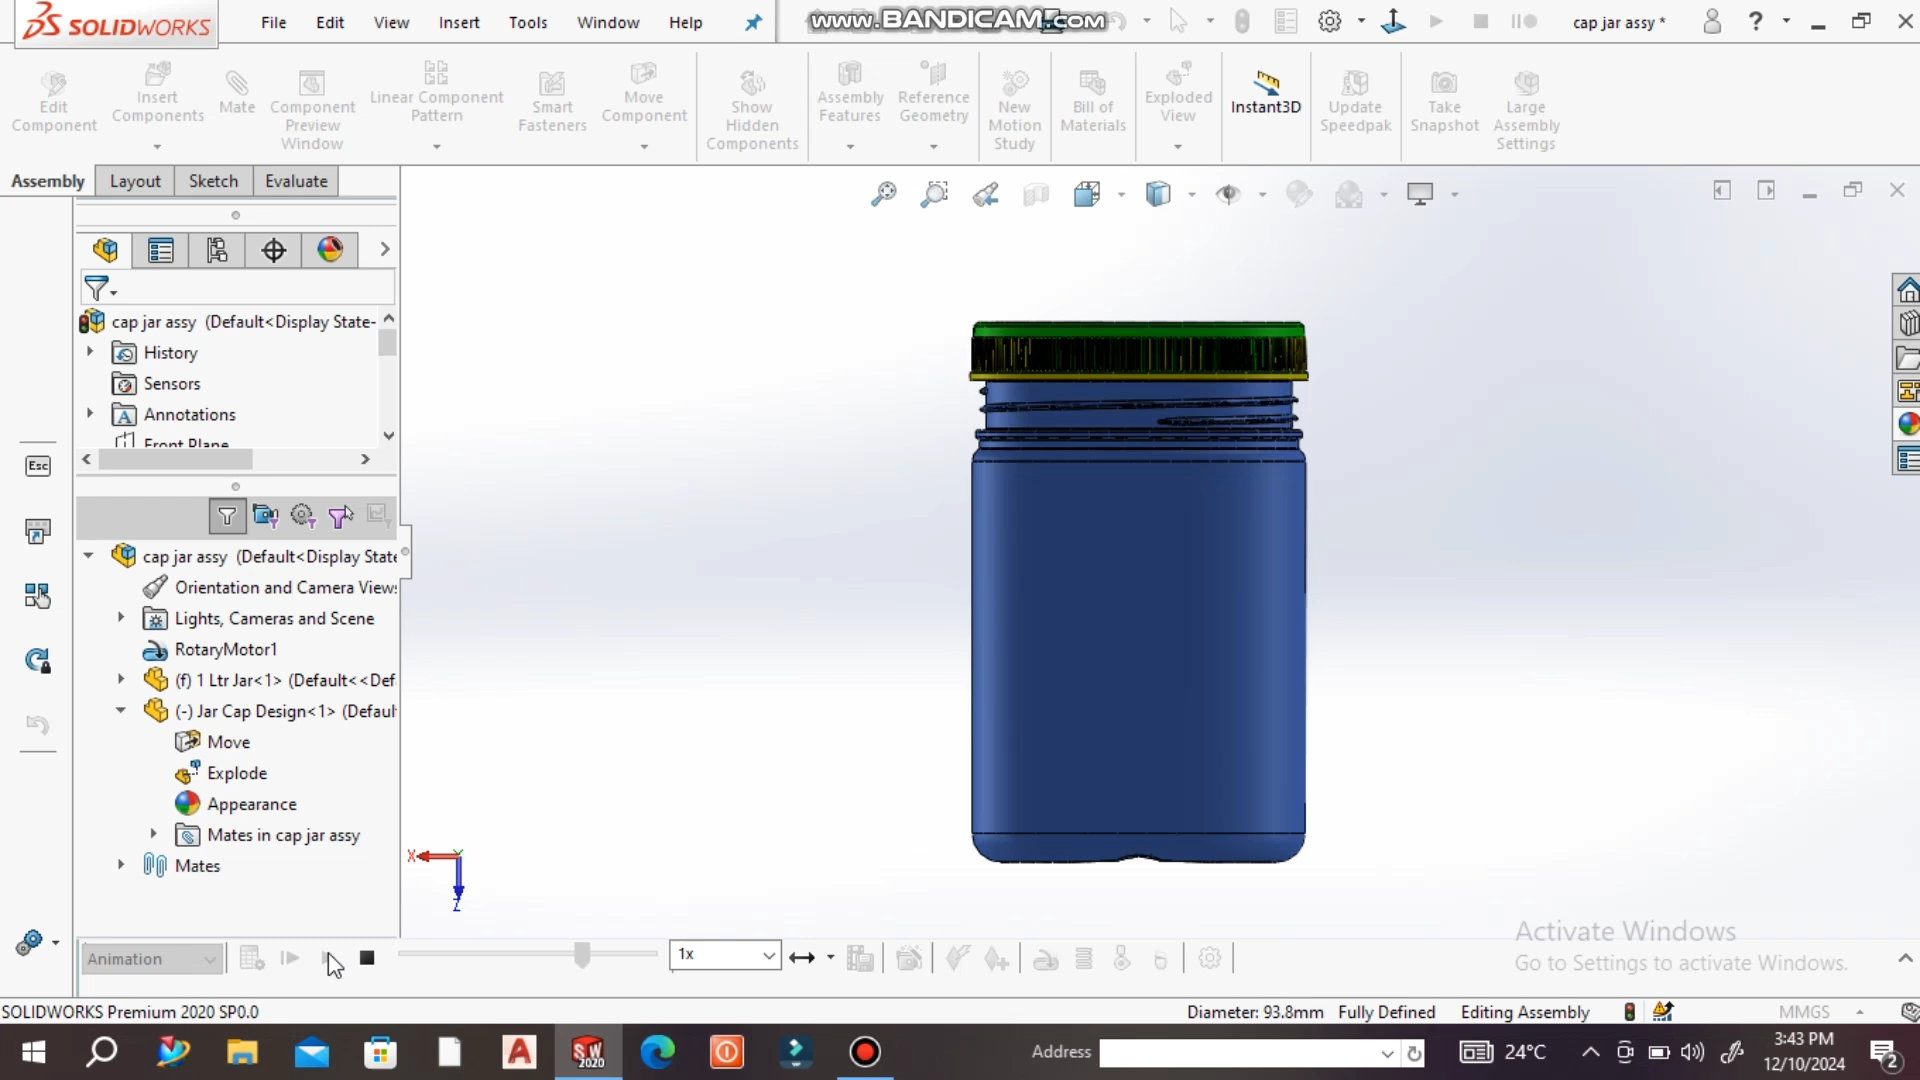 SOLIDWORKS
File Edit View Insert Tools Window Help
www.BANDICAM.com
cap jar assy *
?
Edit Component
Insert Components
Mate
Component Preview Window
Linear Component Pattern
Smart Fasteners
Move Component
Show Hidden Components
Assembly Features
Reference Geometry
New Motion Study
Bill of Materials
Exploded View
Instant3D
Update Speedpak
Take Snapshot
Large Assembly Settings
Assembly Layout Sketch Evaluate
cap jar assy (Default<Display State-
History
Sensors
Annotations
Front Plane
Esc
cap jar assy (Default<Display State
Orientation and Camera Views
Lights, Cameras and Scene
RotaryMotor1
(f) 1 Ltr Jar<1> (Default<<Def
(-) Jar Cap Design<1> (Defaul
Move
Explode
Appearance
Mates in cap jar assy
Mates
X
Y
Z
Activate Windows
Go to Settings to activate Windows.
Animation
1x
SOLIDWORKS Premium 2020 SP0.0
Diameter: 93.8mm Fully Defined Editing Assembly MMGS
SW 2020
Address
24°C
3:43 PM
12/10/2024
2